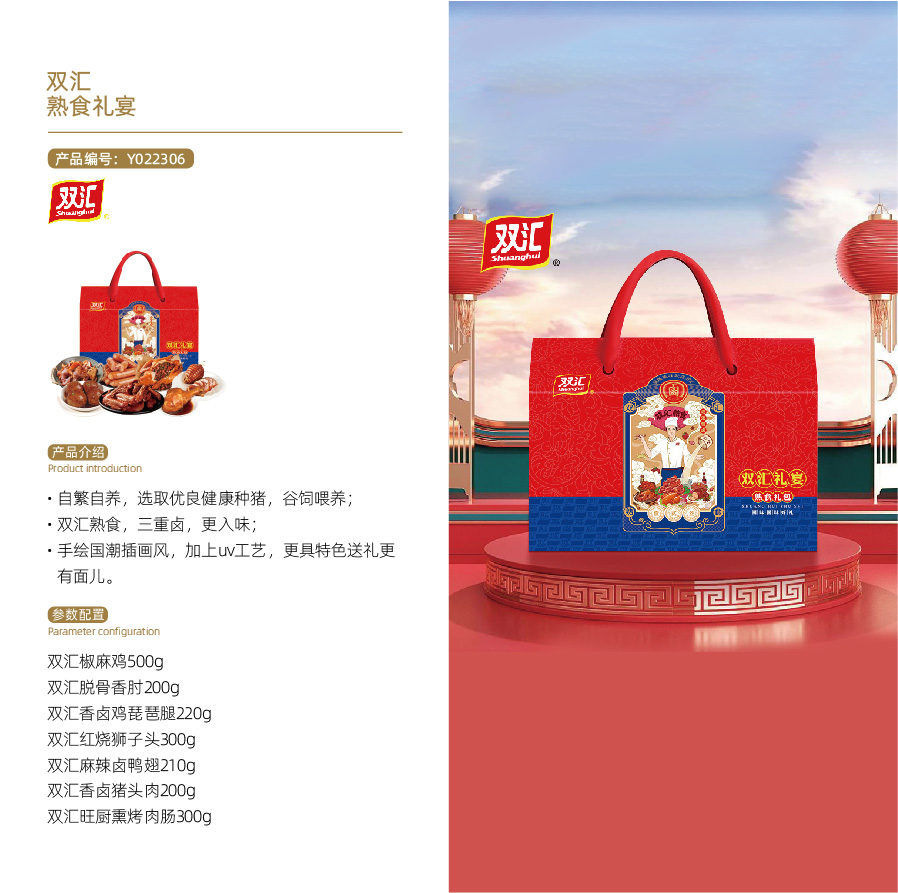 双汇
熟食礼宴
产品编号：Y022306
双汇
Shuanghui
双汇
双汇礼宴
产品介绍
Product introduction
• 自繁自养，选取优良健康种猪，谷饲喂养；
• 双汇熟食，三重卤，更入味；
• 手绘国潮插画风，加上uv工艺，更具特色送礼更
有面儿。
参数配置
Parameter configuration
双汇椒麻鸡500g
双汇脱骨香肘200g
双汇香卤鸡琵琶腿220g
双汇红烧狮子头300g
双汇麻辣卤鸭翅210g
双汇香卤猪头肉200g
双汇旺厨熏烤肉肠300g
双汇
Shuanghui
®
双汇
Shuanghui
双汇礼宴
熟食礼包